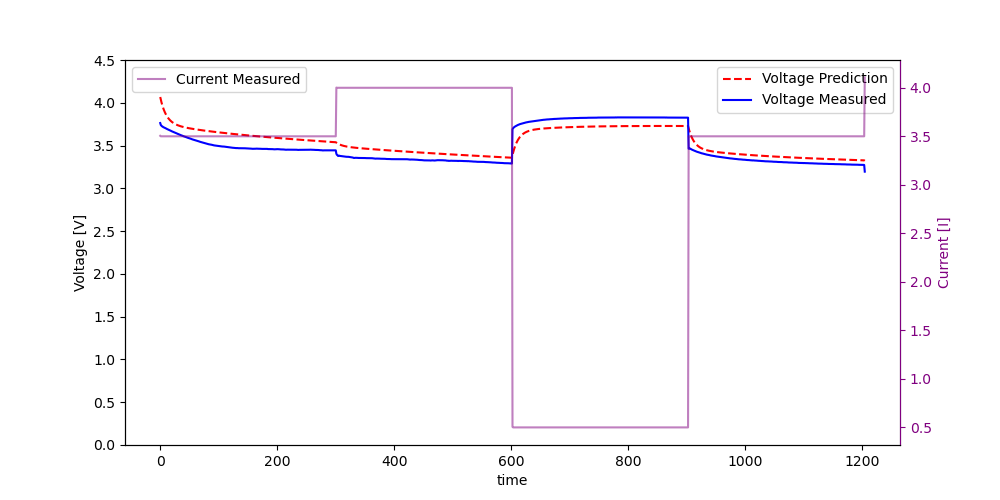 Current Measured
Voltage Prediction
Voltage Measured
4.5
4.0
3.5
3.0
2.5
2.0
1.5
1.0
0.5
0.0
Voltage [V]
4.0
3.5
3.0
2.5
2.0
1.5
1.0
0.5
Current [I]
0 200 400 600 800 1000 1200
time